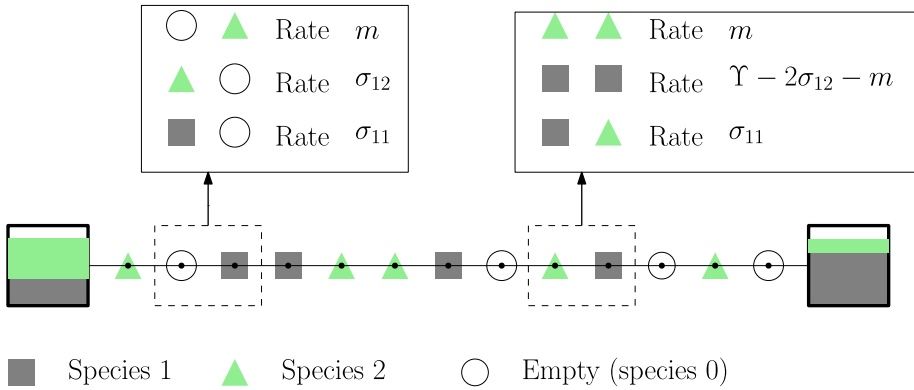 Rate m
Rate σ₁₂
Rate σ₁₁
Rate m
Rate Υ − 2σ₁₂ − m
Rate σ₁₁
Species 1 Species 2 Empty (species 0)